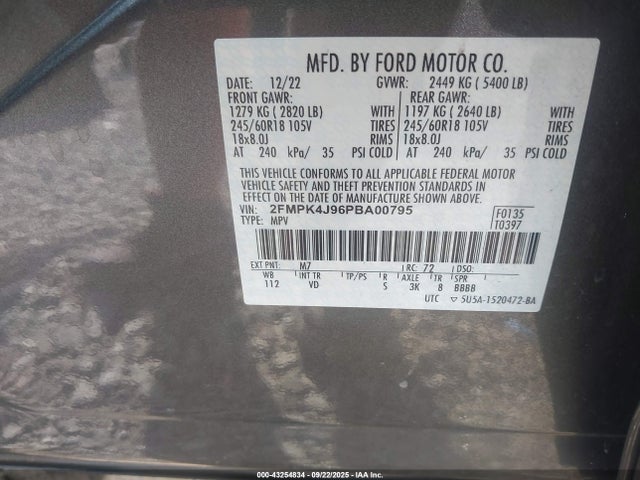 MFD. BY FORD MOTOR CO.
DATE: 12/22 GVWR: 2449 KG ( 5400 LB)
FRONT GAWR: REAR GAWR:
1279 KG ( 2820 LB) WITH 1197 KG ( 2640 LB) WITH
245/60R18 105V TIRES 245/60R18 105V TIRES
18x8.0J RIMS 18x8.0J RIMS
AT 240 kPa/ 35 PSI COLD AT 240 kPa/ 35 PSI COLD
THIS VEHICLE CONFORMS TO ALL APPLICABLE FEDERAL MOTOR
VEHICLE SAFETY AND THEFT PREVENTION STANDARDS IN
EFFECT ON THE DATE OF MANUFACTURE SHOWN ABOVE.
VIN: 2FMPK4J96PBA00795 F0135
TYPE: MPV T0397
EXT PNT: M7 RC: 72 DSO:
WB INT TR TP/PS R AXLE TR SPR
112 VD S 3K 8 BBBB
UTC ▽ 5U5A-1520472-BA
000-43254834 - 09/22/2025 - IAA Inc.